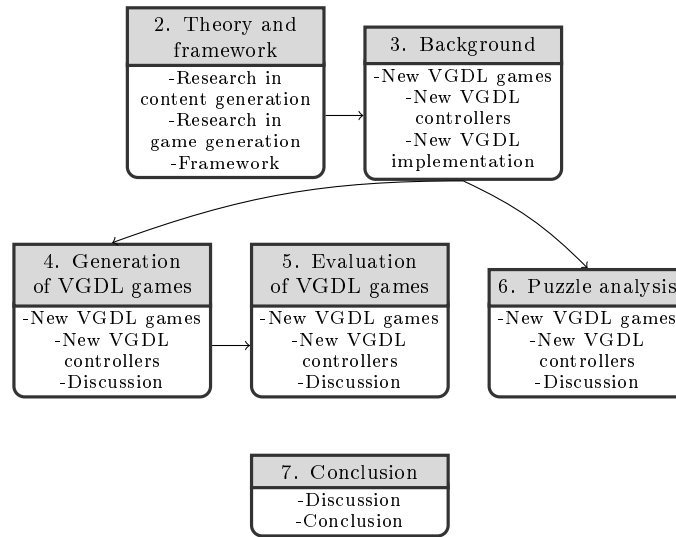 2. Theory and
framework
-Research in
content generation
-Research in
game generation
-Framework
3. Background
-New VGDL games
-New VGDL
controllers
-New VGDL
implementation
4. Generation
of VGDL games
-New VGDL games
-New VGDL
controllers
-Discussion
5. Evaluation
of VGDL games
-New VGDL games
-New VGDL
controllers
-Discussion
6. Puzzle analysis
-New VGDL games
-New VGDL
controllers
-Discussion
7. Conclusion
-Discussion
-Conclusion